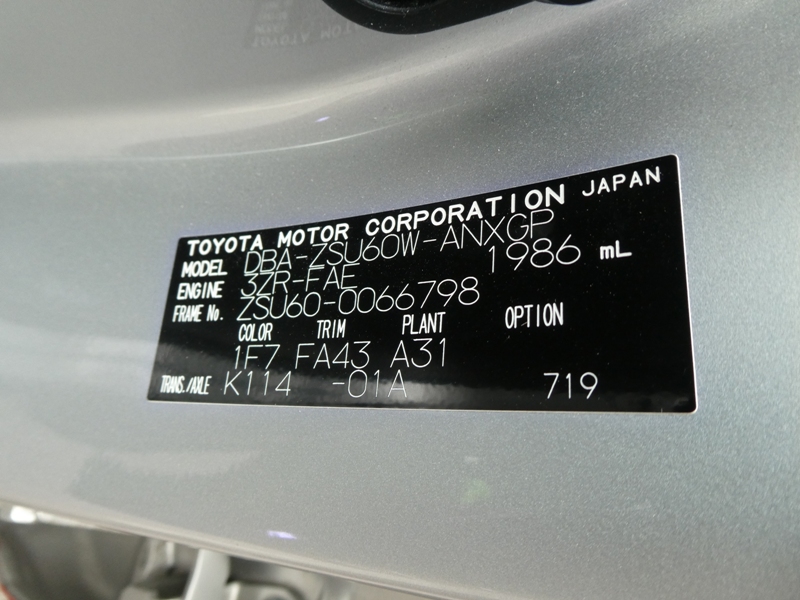 TOYOTA MOTOR CORPORATION JAPAN
MODEL DBA-ZSU60W-ANXGP
ENGINE 3ZR-FAE 1986 mL
FRAME No. ZSU60-0066798
COLOR TRIM PLANT OPTION
1F7 FA43 A31
TRANS./AXLE K114 -01A 719